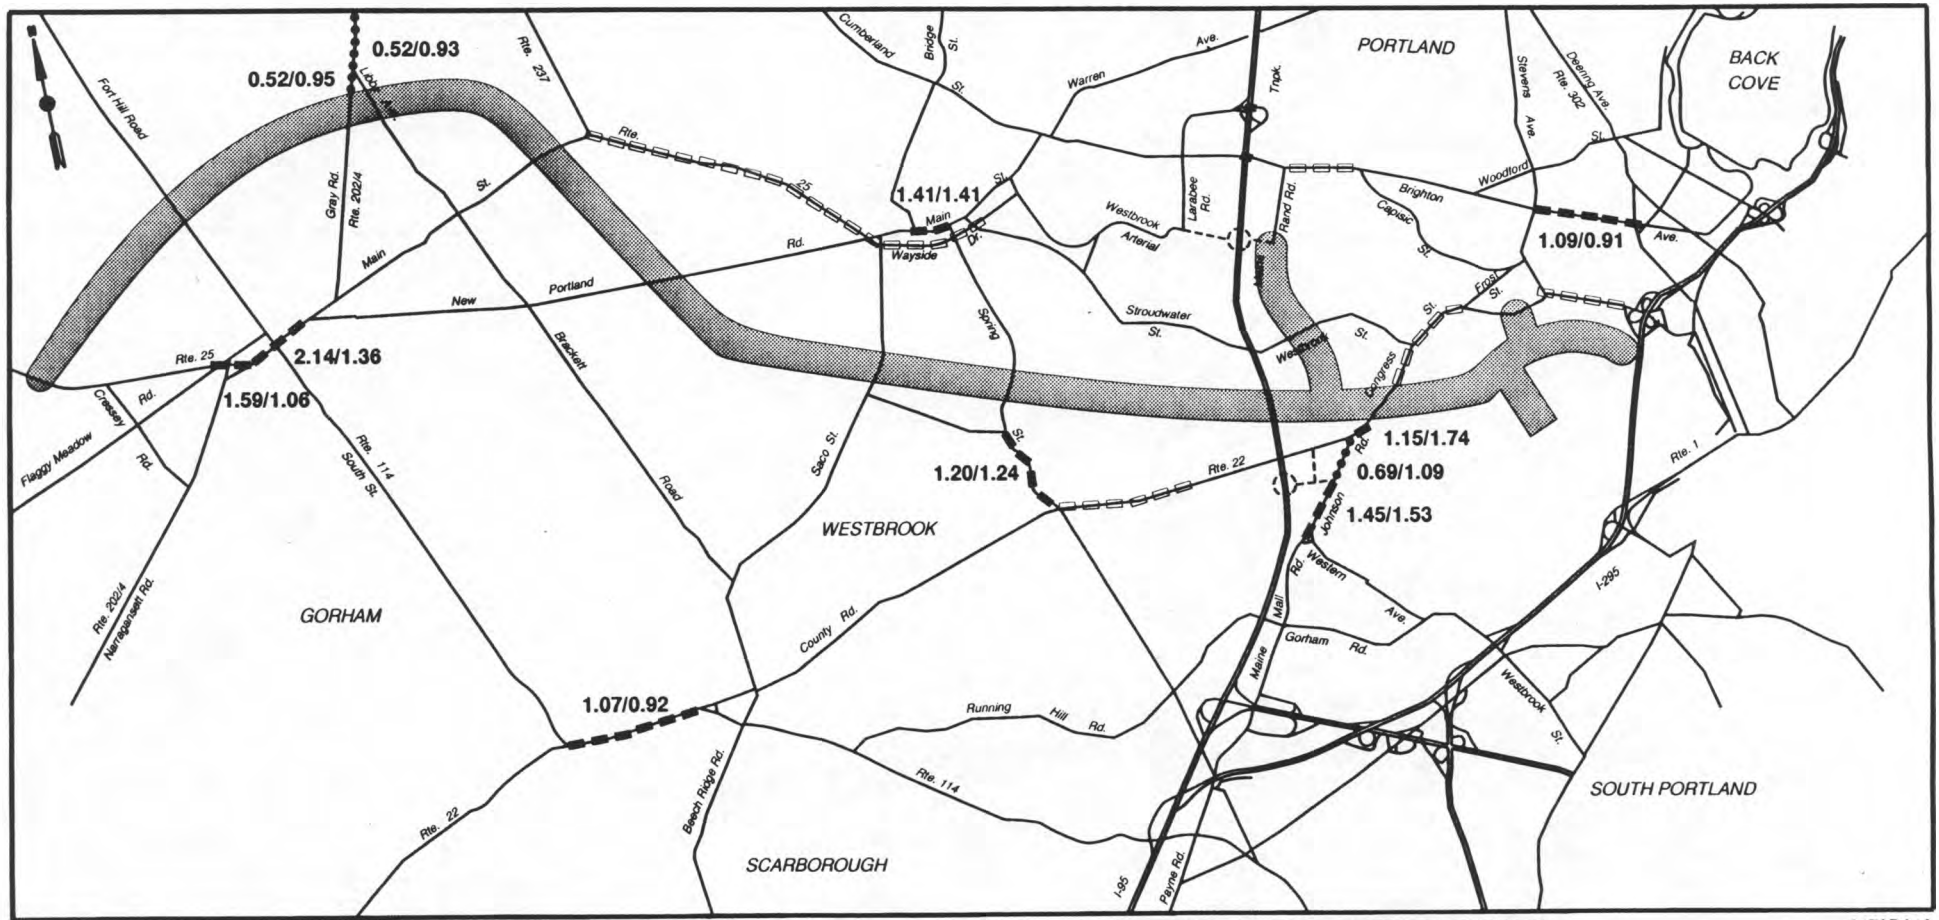 0.52/0.93
0.52/0.95
Fort Hill Road
Libby Ave.
Rte. 237
Cumberland
St.
Bridge
St.
Warren
Ave.
Tnpk.
PORTLAND
Stevens
Ave.
Deering Ave.
Rte. 302
BACK
COVE
Gray Rd.
Rte. 202/4
Main
St.
Rte.
25
1.41/1.41
Main
St.
Wayside
Dr.
Westbrook
Arterial
Larabee
Rd.
Rand Rd.
Maine
Brighton
Ave.
Capisic
St.
Woodford
St.
1.09/0.91
Frost
St.
New
Portland
Rd.
Spring
St.
Stroudwater
St.
Westbrook
St.
Congress
St.
Rte. 25
2.14/1.36
1.59/1.06
Cressey
Rd.
Flaggy Meadow
Rd.
Rte. 114
South St.
Brackett
Road
Saco St.
1.20/1.24
Rte. 22
1.15/1.74
0.69/1.09
1.45/1.53
Johnson
Rd.
Rte. 1
Rte. 202/4
Narragansett Rd.
GORHAM
WESTBROOK
County
Rd.
Western
Ave.
Maine
Mall
Rd.
Gorham
Rd.
I-295
Westbrook
St.
1.07/0.92
Running
Hill
Rd.
Rte. 22
Beech Ridge Rd.
Rte. 114
SCARBOROUGH
I-95
Payne Rd.
SOUTH PORTLAND